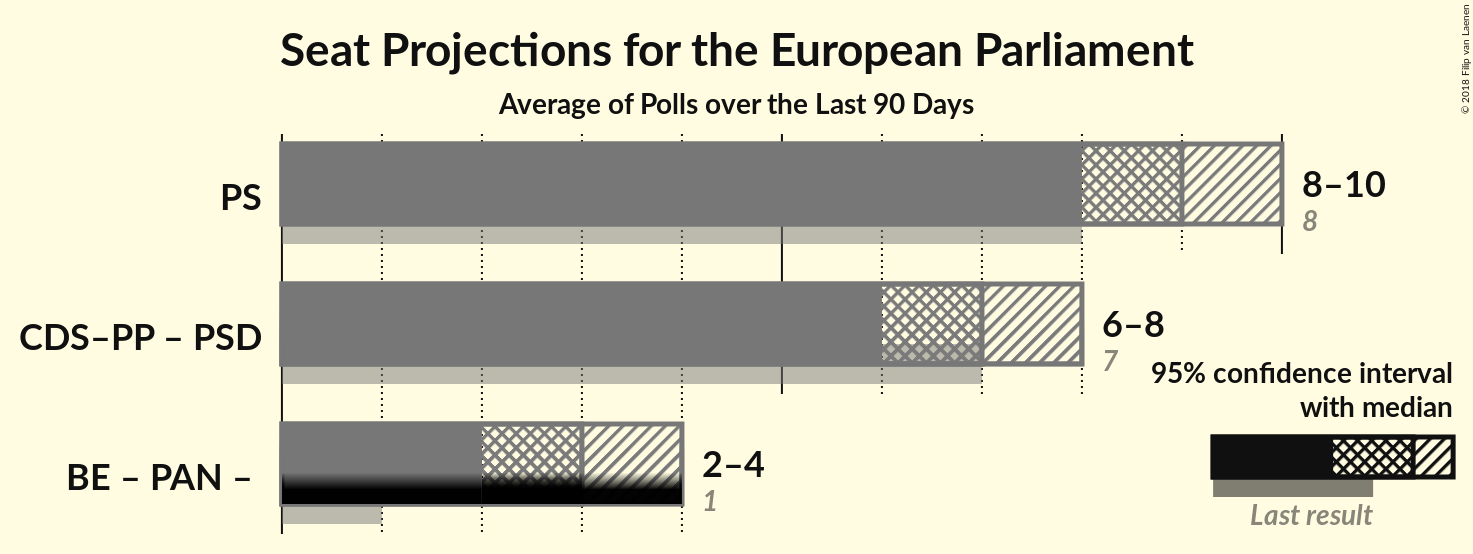 Seat Projections for the European Parliament
Average of Polls over the Last 90 Days
© 2018 Filip van Laenen
PS
8–10
8
CDS–PP – PSD
6–8
7
BE – PAN –
2–4
1
95% confidence interval
with median
Last result